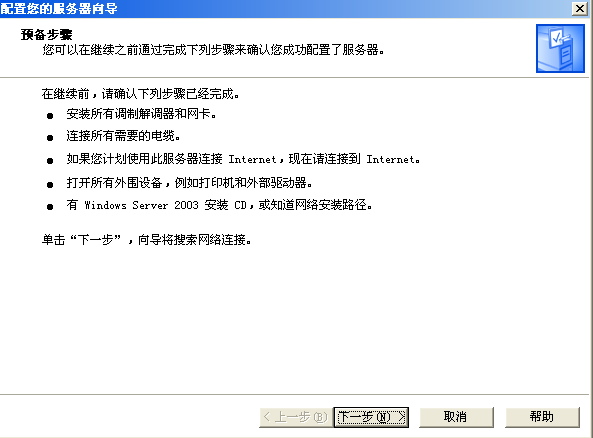 配置您的服务器向导
预备步骤
您可以在继续之前通过完成下列步骤来确认您成功配置了服务器。
在继续前，请确认下列步骤已经完成。
● 安装所有调制解调器和网卡。
● 连接所有需要的电缆。
● 如果您计划使用此服务器连接 Internet，现在请连接到 Internet。
● 打开所有外围设备，例如打印机和外部驱动器。
● 有 Windows Server 2003 安装 CD，或知道网络安装路径。
单击“下一步”，向导将搜索网络连接。
< 上一步(B) 下一步(N) > 取消 帮助